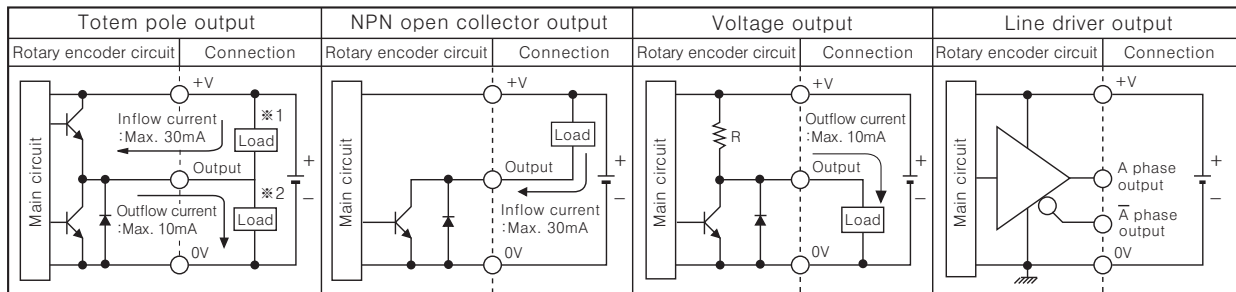 Totem pole output
Rotary encoder circuit
Connection
Main circuit
+V
※1
Inflow current
:Max. 30mA
Load
+
Output
−
※2
Outflow current
:Max. 10mA
Load
0V
NPN open collector output
Rotary encoder circuit
Connection
Main circuit
+V
Load
+
Output
−
Inflow current
:Max. 30mA
0V
Voltage output
Rotary encoder circuit
Connection
Main circuit
+V
Outflow current
:Max. 10mA
R
Output
+
−
Load
0V
Line driver output
Rotary encoder circuit
Connection
Main circuit
+V
+
A phase
output
−
A̅ phase
output
0V